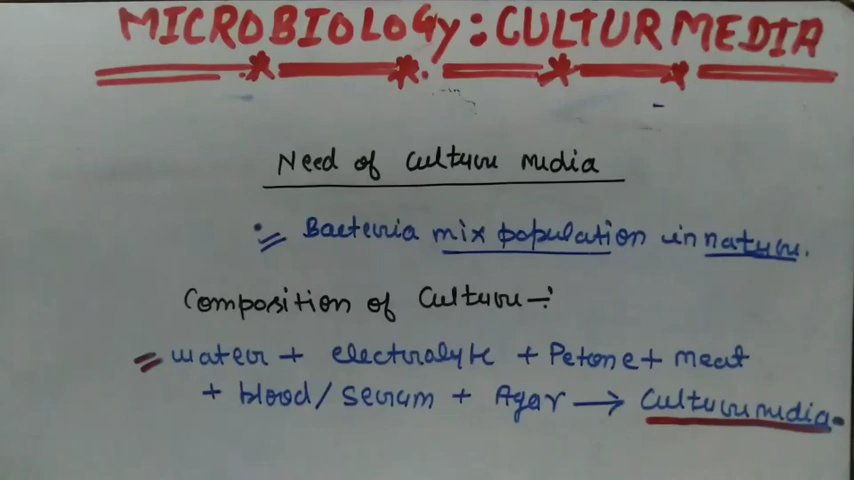 MICROBIOLOGY: CULTUR MEDIA
Need of Culture media
Bacteria mix population in nature.
Composition of Culture
water + electrolyte + Petone + meat
+ blood / Serum + Agar → Culture media